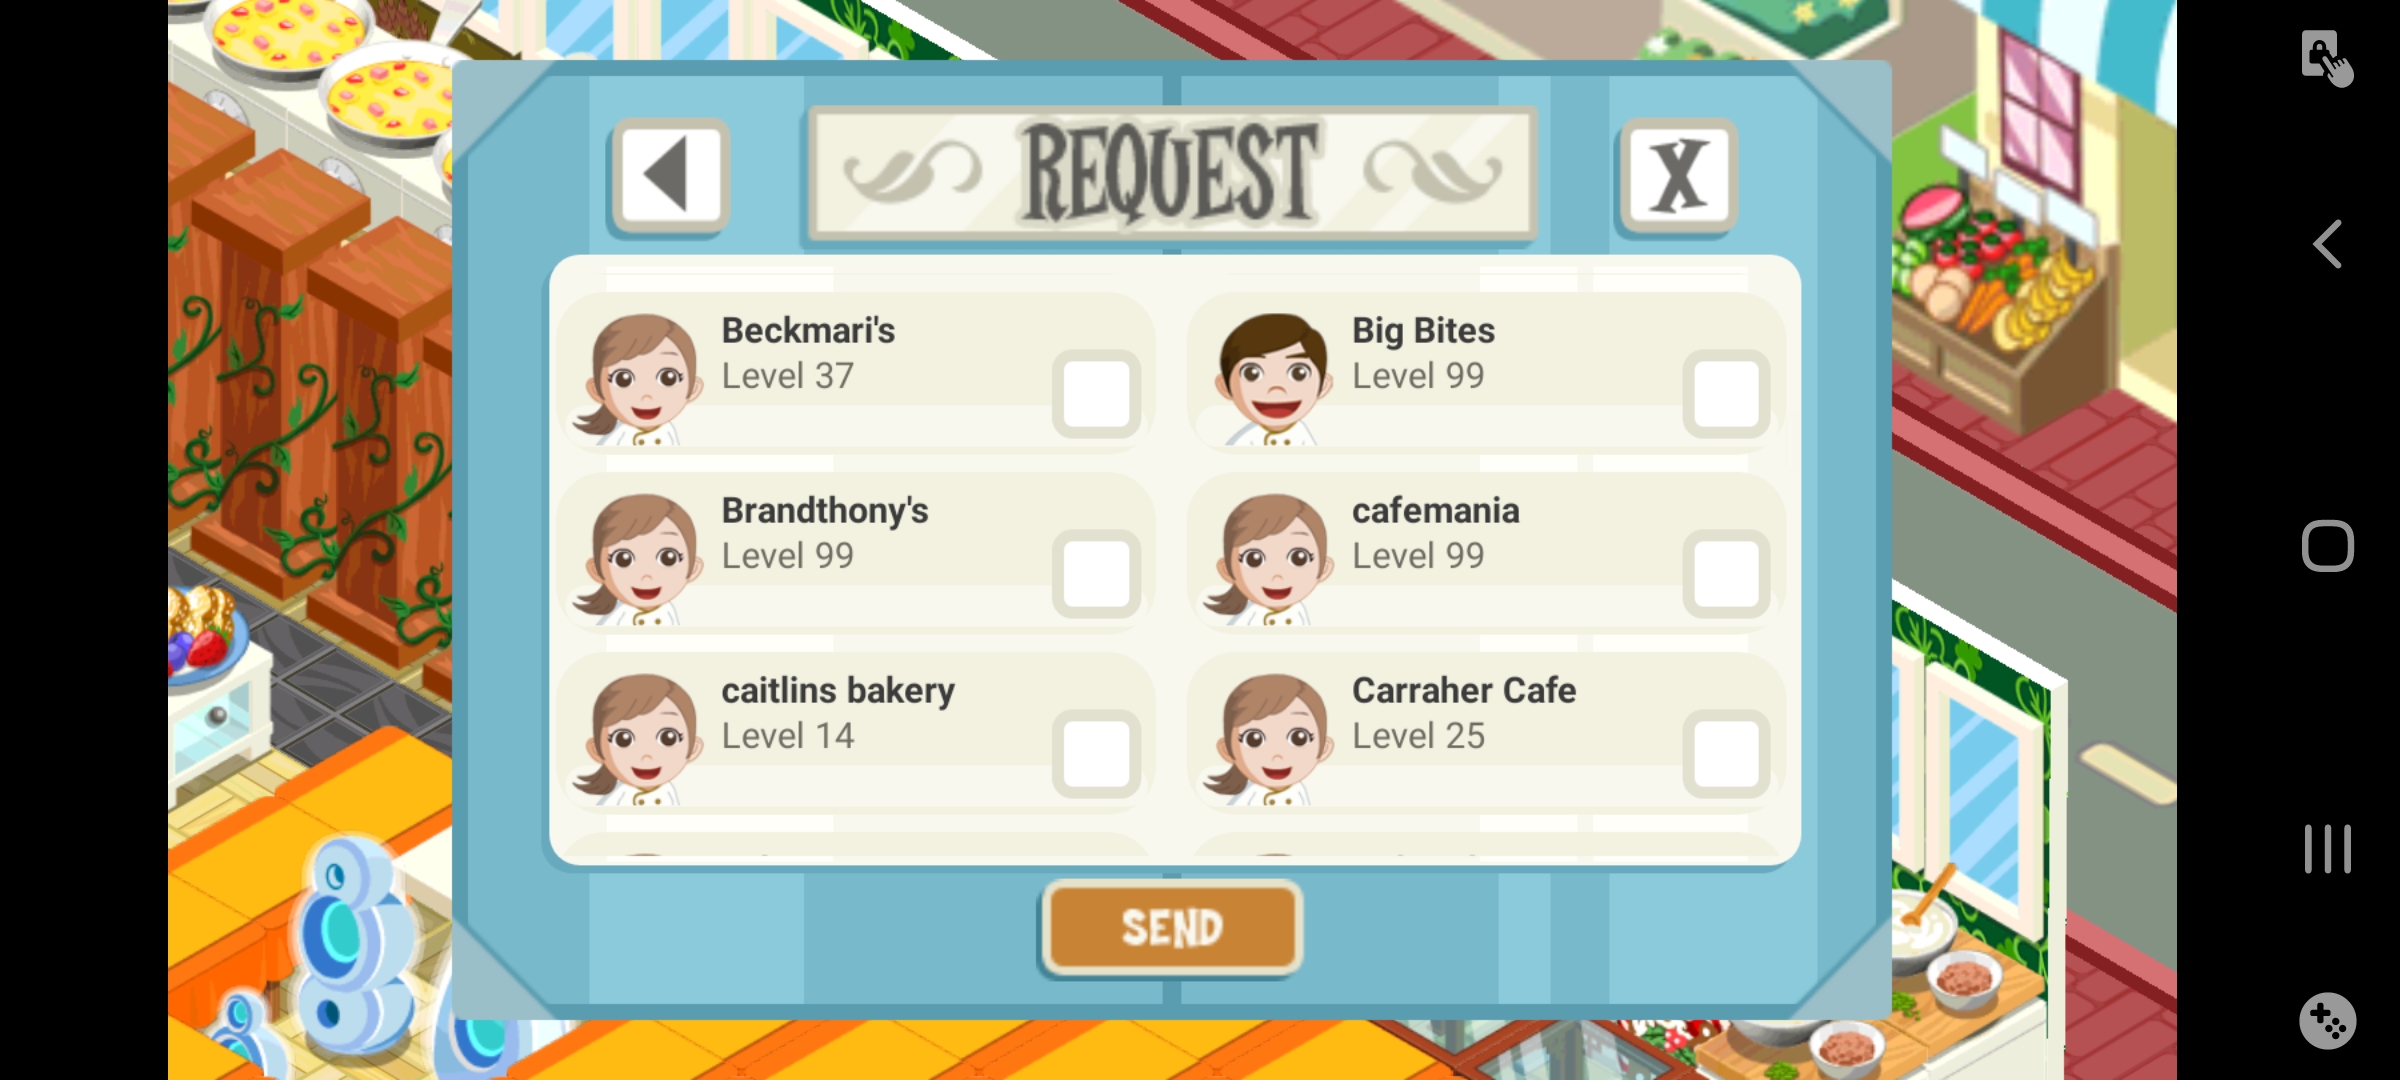 REQUEST
X
Beckmari's
Level 37
Big Bites
Level 99
Brandthony's
Level 99
cafemania
Level 99
caitlins bakery
Level 14
Carraher Cafe
Level 25
SEND